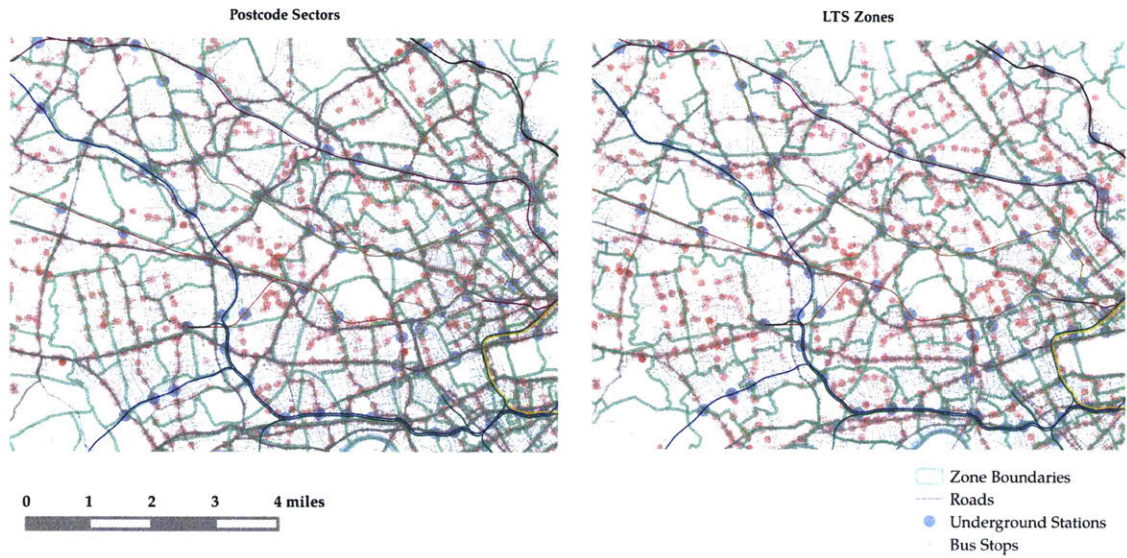 Postcode Sectors
LTS Zones
0 1 2 3 4 miles
Zone Boundaries
Roads
Underground Stations
Bus Stops